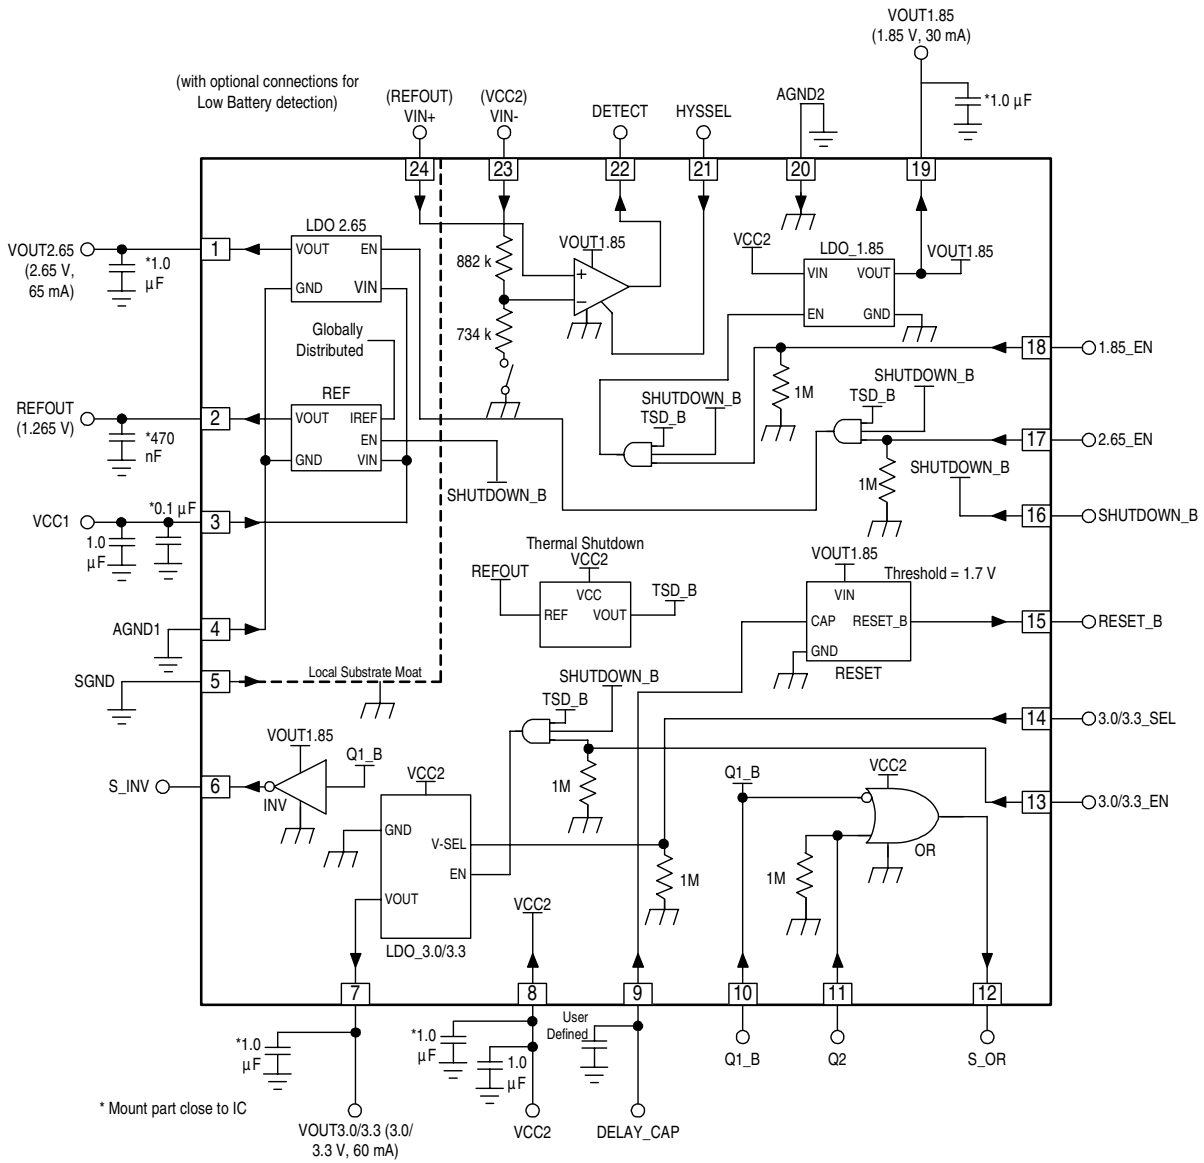 VOUT1.85
(1.85 V, 30 mA)
(with optional connections for
Low Battery detection)
(REFOUT)
VIN+
(VCC2)
VIN-
DETECT
HYSSEL
AGND2
*1.0 µF
24
23
22
21
20
19
VOUT2.65
(2.65 V,
65 mA)
*1.0
µF
1
LDO 2.65
VOUT
EN
GND
VIN
882 k
734 k
VOUT1.85
+
−
VCC2
LDO_1.85
VIN
VOUT
EN
GND
VOUT1.85
Globally
Distributed
18
1.85_EN
1M
REFOUT
(1.265 V)
*470
nF
2
REF
VOUT
IREF
EN
GND
VIN
SHUTDOWN_B
TSD_B
SHUTDOWN_B
TSD_B
SHUTDOWN_B
17
2.65_EN
1M
SHUTDOWN_B
16
SHUTDOWN_B
VCC1
1.0
µF
*0.1 µF
3
Thermal Shutdown
VCC2
REFOUT
VCC
REF
VOUT
TSD_B
VOUT1.85
Threshold = 1.7 V
VIN
CAP
RESET_B
GND
RESET
15
RESET_B
AGND1
4
SGND
5
Local Substrate Moat
TSD_B
SHUTDOWN_B
14
3.0/3.3_SEL
VOUT1.85
Q1_B
S_INV
6
INV
1M
13
3.0/3.3_EN
VCC2
GND
V-SEL
EN
VOUT
LDO_3.0/3.3
1M
Q1_B
VCC2
OR
1M
VCC2
7
8
9
10
11
12
*1.0
µF
*1.0
µF
1.0
µF
User
Defined
Q1_B
Q2
S_OR
* Mount part close to IC
VOUT3.0/3.3 (3.0/
3.3 V, 60 mA)
VCC2
DELAY_CAP